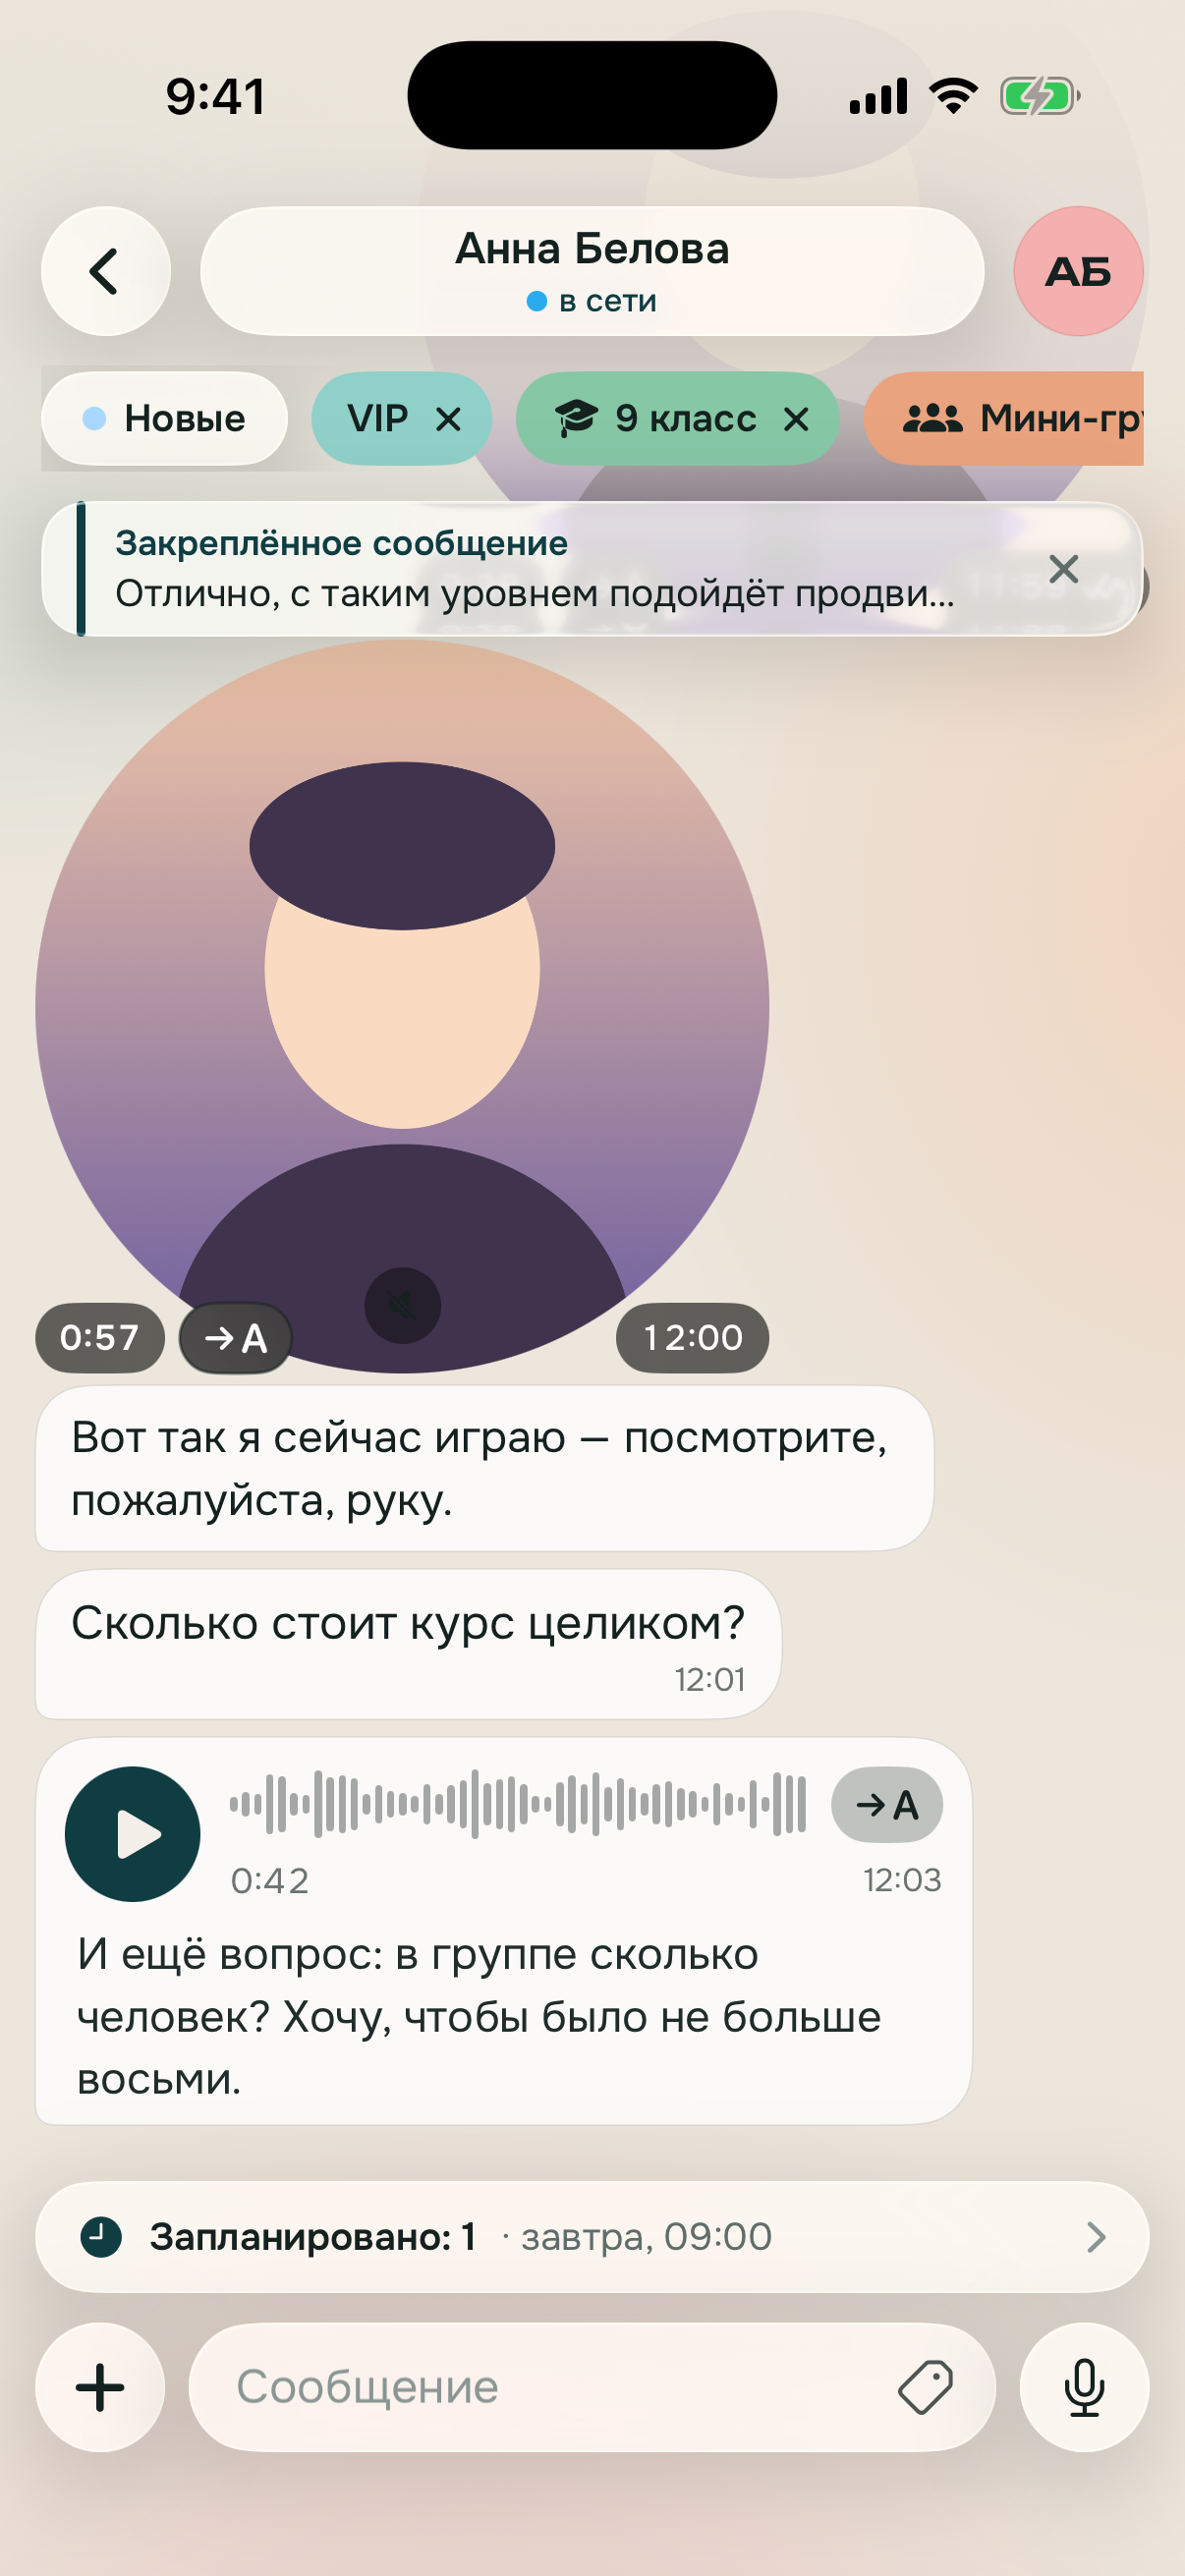 9:41
Анна Белова
в сети
АБ
Новые
VIP
9 класс
Мини-гру
Закреплённое сообщение
Отлично, с таким уровнем подойдёт продви...
0:57
→A
12:00
Вот так я сейчас играю — посмотрите,
пожалуйста, руку.
Сколько стоит курс целиком?
12:01
→A
0:42
12:03
И ещё вопрос: в группе сколько
человек? Хочу, чтобы было не больше
восьми.
Запланировано: 1 · завтра, 09:00
Сообщение